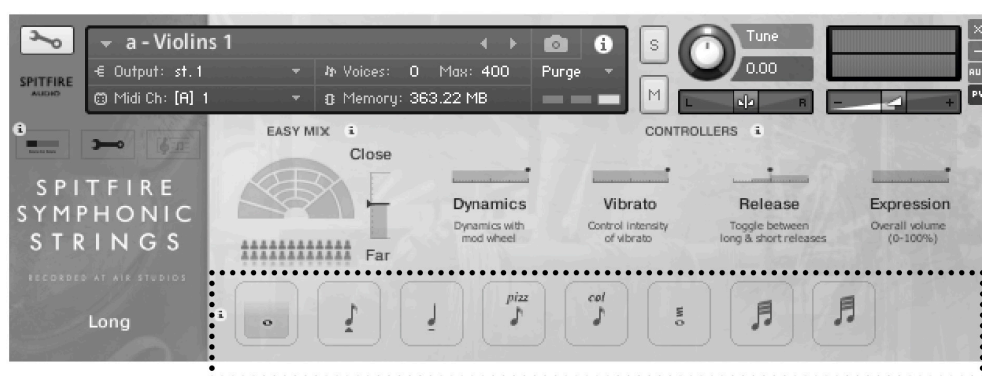 a - Violins 1
Output: st. 1
Voices: 0 Max: 400 Purge
Midi Ch: [A] 1
Memory: 363.22 MB
S
M
Tune
0.00
L R
- +
AU
PV
SPITFIRE
AUDIO
SPITFIRE
SYMPHONIC
STRINGS
RECORDED AT AIR STUDIOS
Long
EASY MIX i
Close
Far
CONTROLLERS i
Dynamics
Dynamics with
mod wheel
Vibrato
Control intensity
of vibrato
Release
Toggle between
long & short releases
Expression
Overall volume
(0-100%)
pizz
col